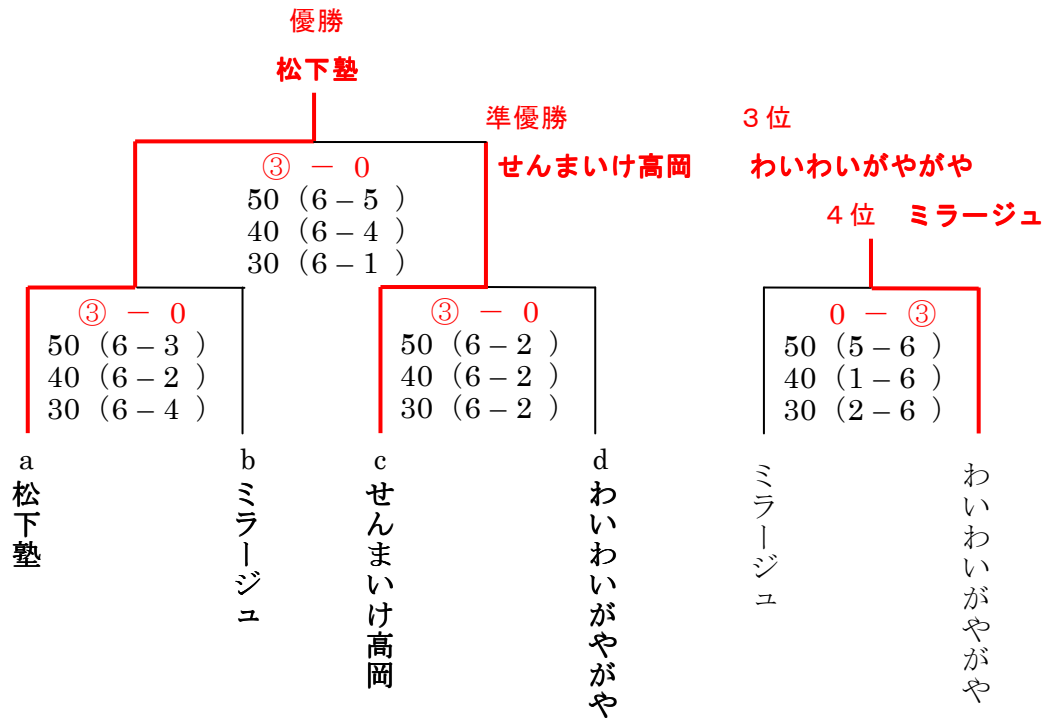 優勝
松下塾
準優勝
せんまいけ高岡
3位
わいわいがやがや
4位 ミラージュ
③ － 0
50 （6 – 5 ）
40 （6 – 4 ）
30 （6 – 1 ）
③ － 0
50 （6 – 3 ）
40 （6 – 2 ）
30 （6 – 4 ）
③ － 0
50 （6 – 2 ）
40 （6 – 2 ）
30 （6 – 2 ）
0 － ③
50 （5 – 6 ）
40 （1 – 6 ）
30 （2 – 6 ）
a
松下塾
b
ミラージュ
c
せんまいけ高岡
d
わいわいがやがや
ミラージュ
わいわいがやがや